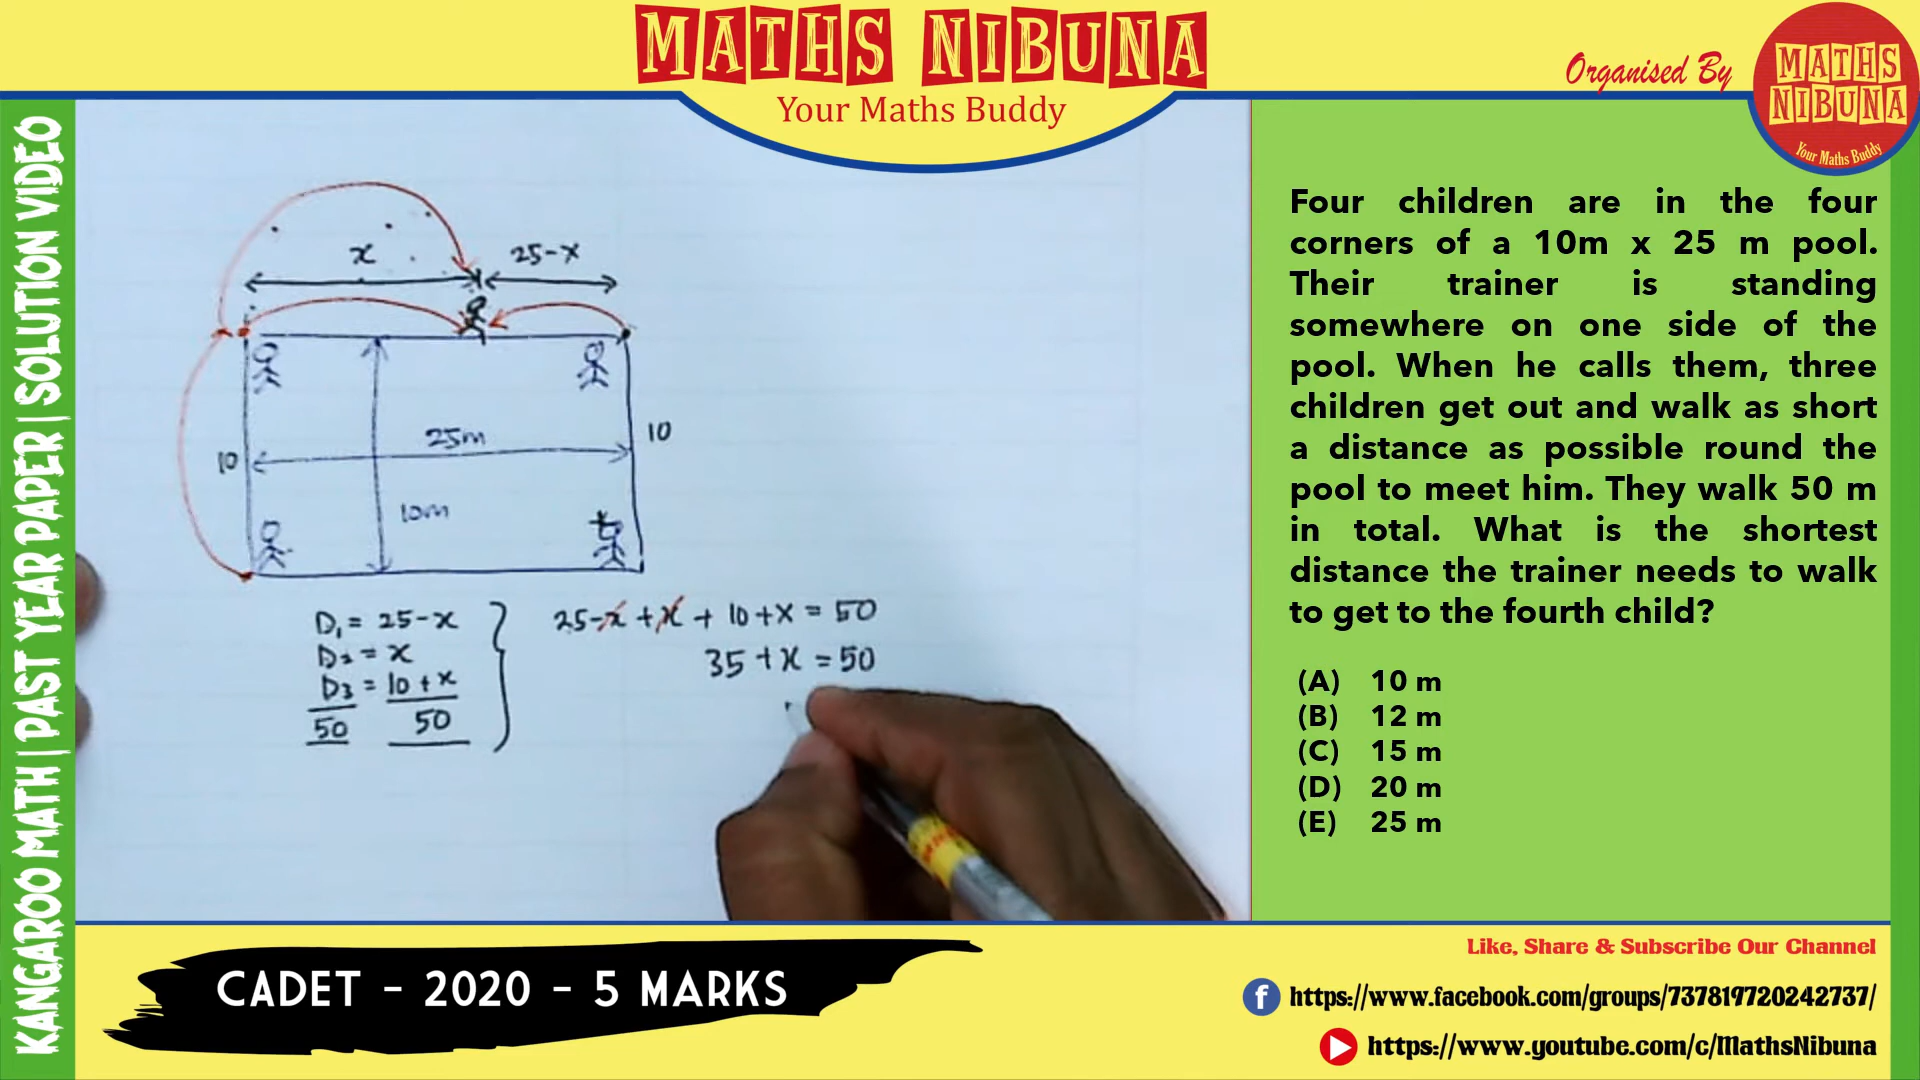 MATHS NIBUNA
Your Maths Buddy
Organised By
MATHS
NIBUNA
Your Maths Buddy
KANGAROO MATH | PAST YEAR PAPER | SOLUTION VIDEO
x
25-x
25m
10
10
10m
D₁ = 25-x
D₂ = x
D₃ = 10+x
50
50
25-x+x+10+x=50
35+x=50
Four children are in the four
corners of a 10m x 25 m pool.
Their trainer is standing
somewhere on one side of the
pool. When he calls them, three
children get out and walk as short
a distance as possible round the
pool to meet him. They walk 50 m
in total. What is the shortest
distance the trainer needs to walk
to get to the fourth child?
(A) 10 m
(B) 12 m
(C) 15 m
(D) 20 m
(E) 25 m
CADET - 2020 - 5 MARKS
Like, Share & Subscribe Our Channel
https://www.facebook.com/groups/737819720242737/
https://www.youtube.com/c/MathsNibuna